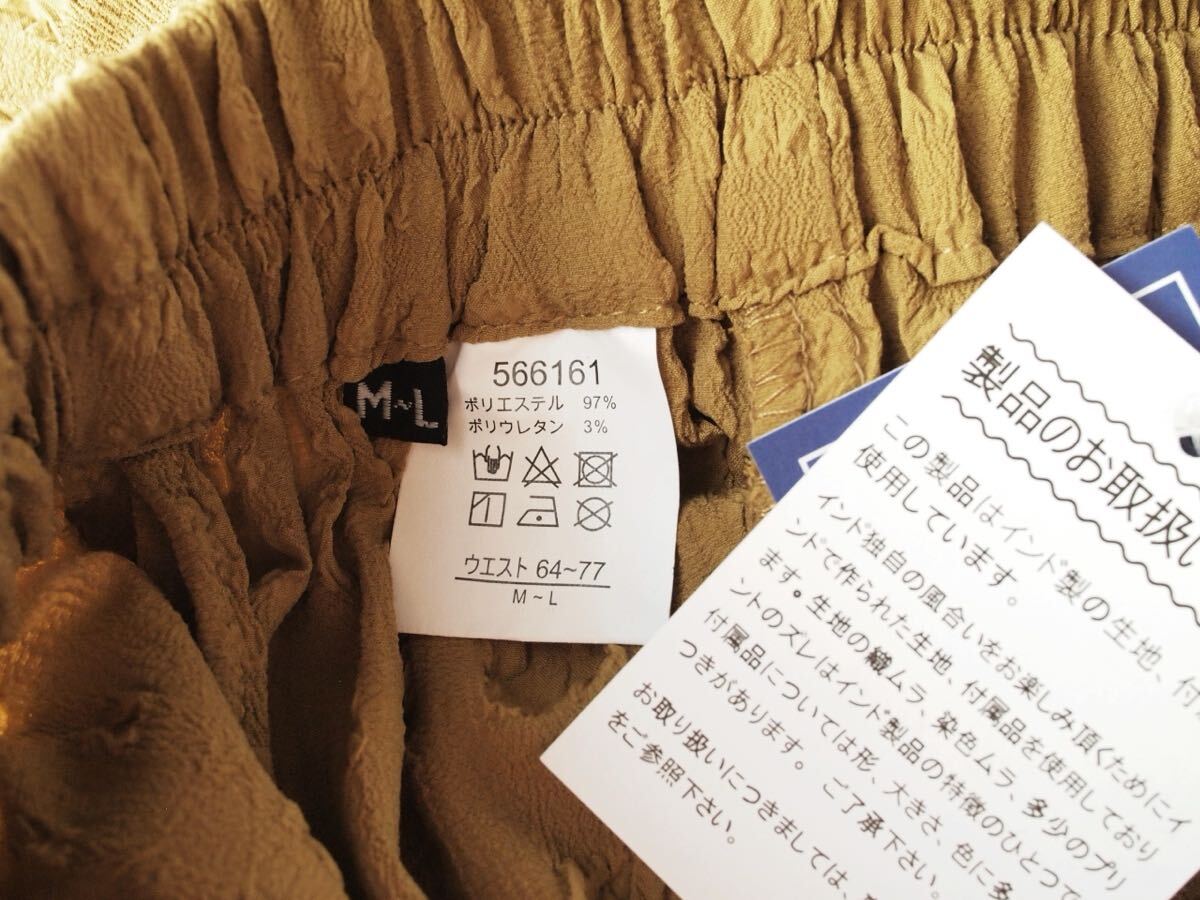 M~L
566161
ポリエステル 97%
ポリウレタン 3%
1
ウエスト 64~77
M~L
製品のお取扱い
この製品はインド製の生地、付
使用しています。
インド独自の風合いをお楽しみ頂くためにイ
ンドで作られた生地、付属品を使用しており
ます。生地の織ムラ、染色ムラ、多少のプリ
ントのズレはインド製品の特徴のひとつで
付属品については形、大きさ、色に多
つきがあります。 ご了承下さい。
お取り扱いにつきましては、
をご参照下さい。